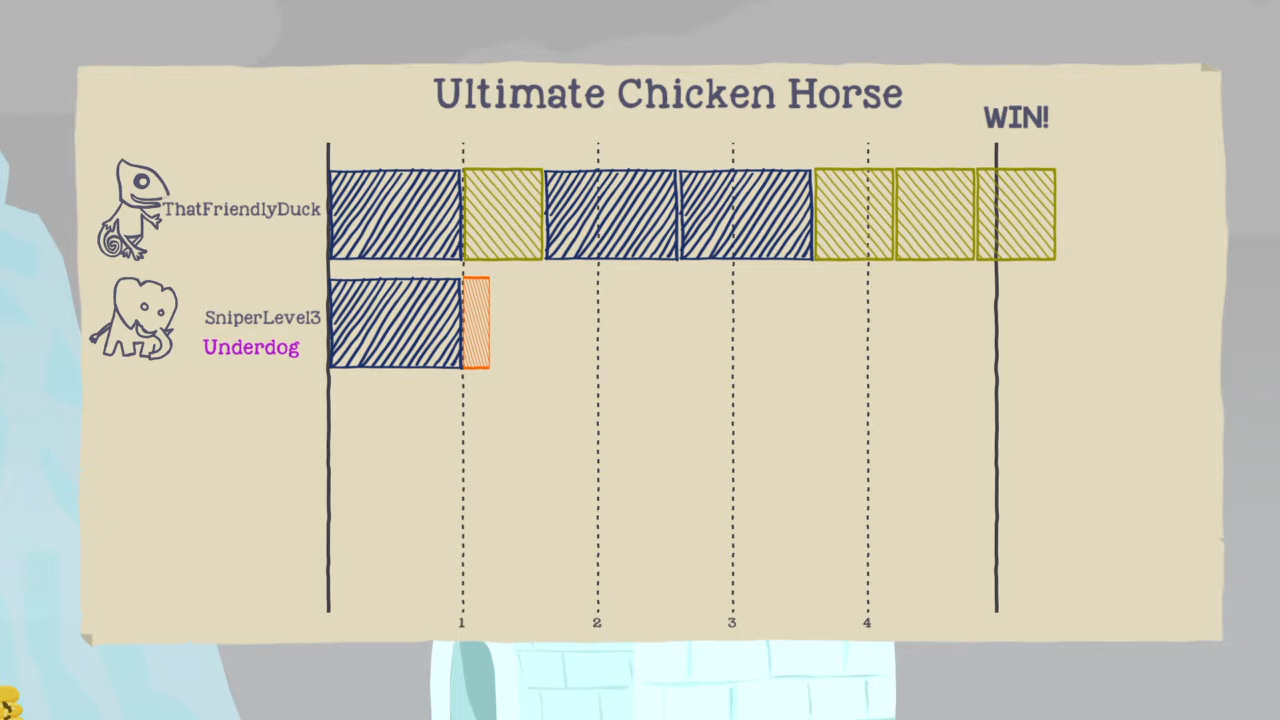 Ultimate Chicken Horse
WIN!
ThatFriendlyDuck
SniperLevel3
Underdog
1 2 3 4